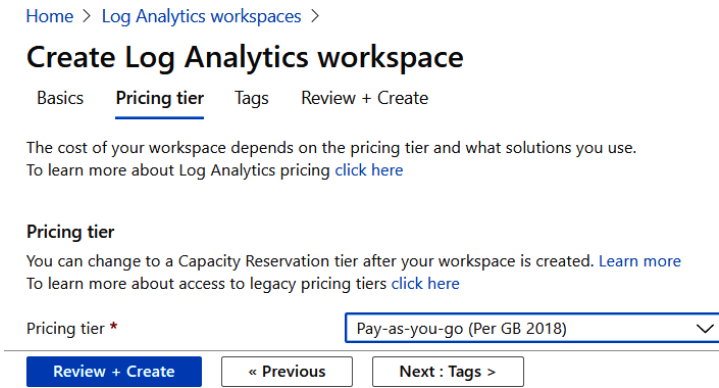 Home > Log Analytics workspaces >
Create Log Analytics workspace
Basics Pricing tier Tags Review + Create
The cost of your workspace depends on the pricing tier and what solutions you use.
To learn more about Log Analytics pricing click here
Pricing tier
You can change to a Capacity Reservation tier after your workspace is created. Learn more
To learn more about access to legacy pricing tiers click here
Pricing tier * Pay-as-you-go (Per GB 2018)
Review + Create « Previous Next : Tags >